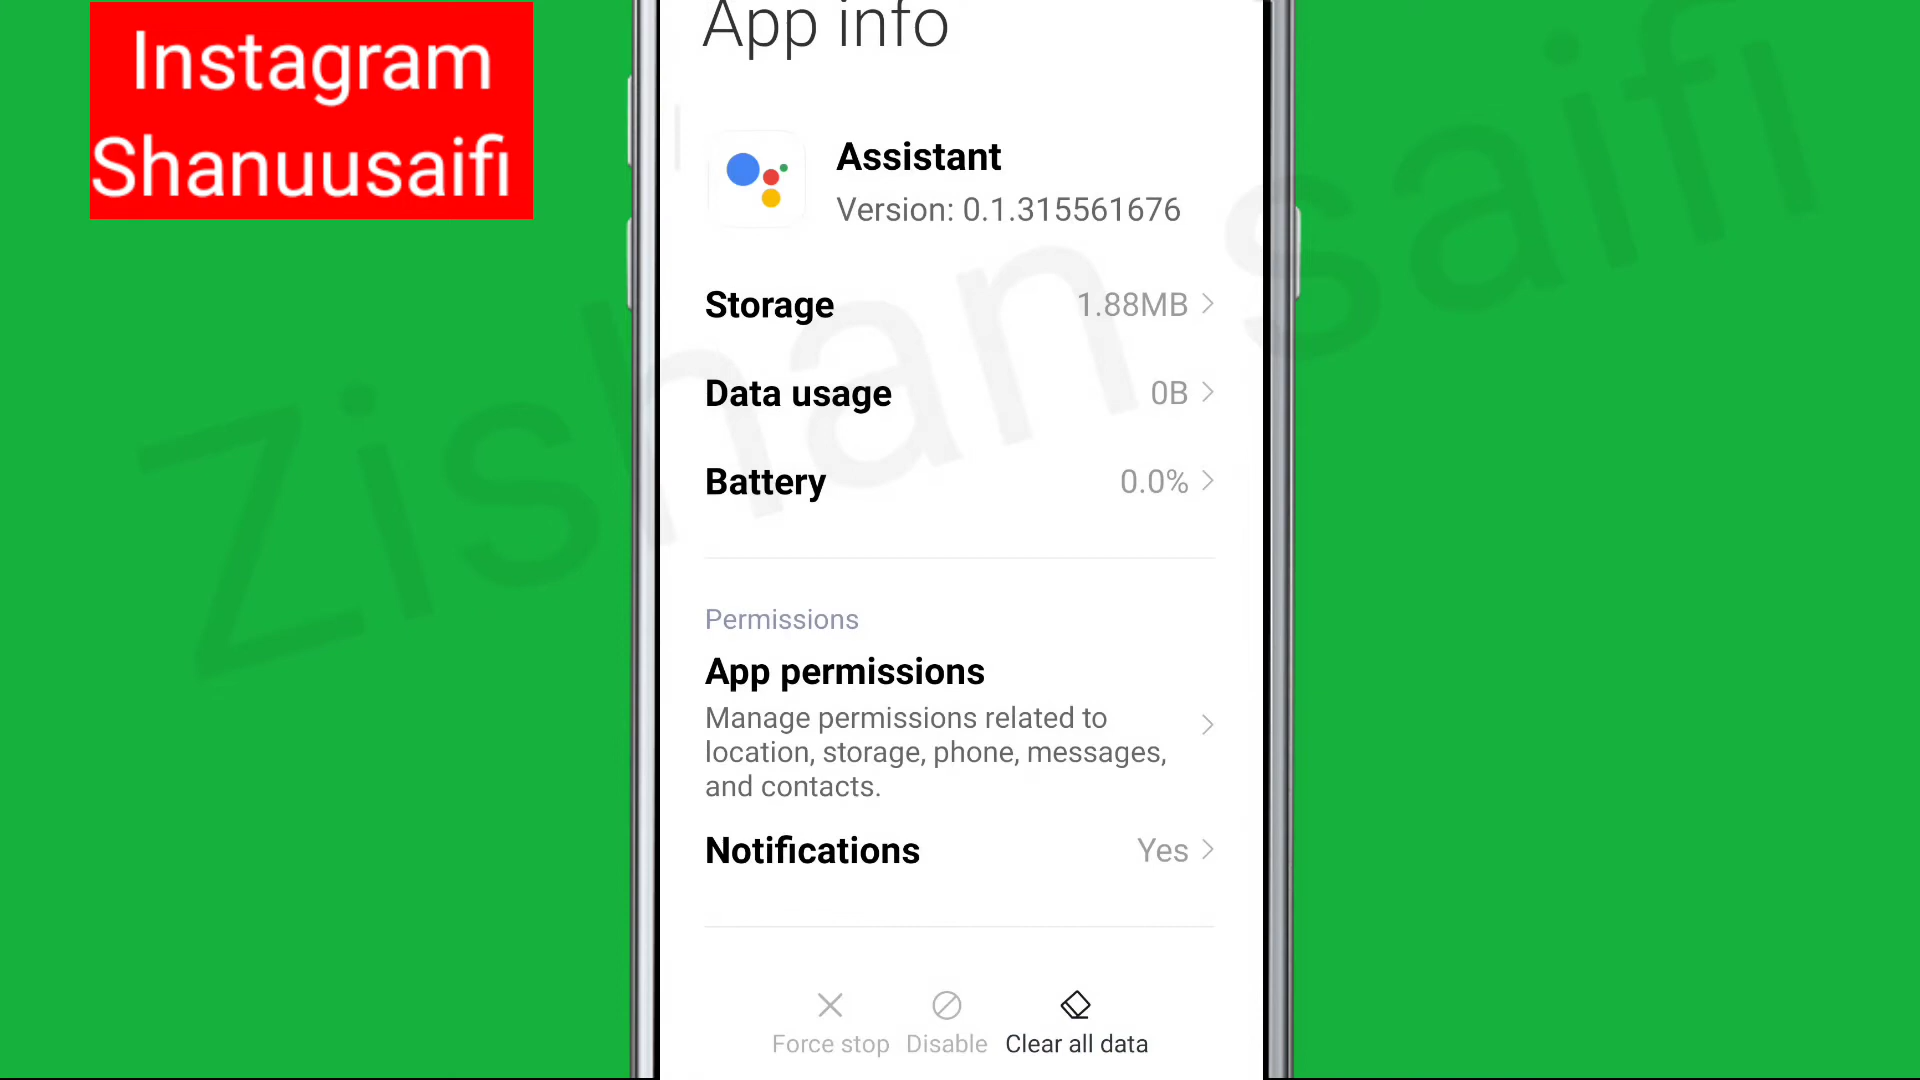 Instagram
Shanuusaifi
App info
Assistant
Version: 0.1.315561676
Storage 1.88MB
Data usage 0B
Battery 0.0%
Permissions
App permissions
Manage permissions related to
location, storage, phone, messages,
and contacts.
Notifications Yes
Force stop Disable Clear all data
Zishan saifi